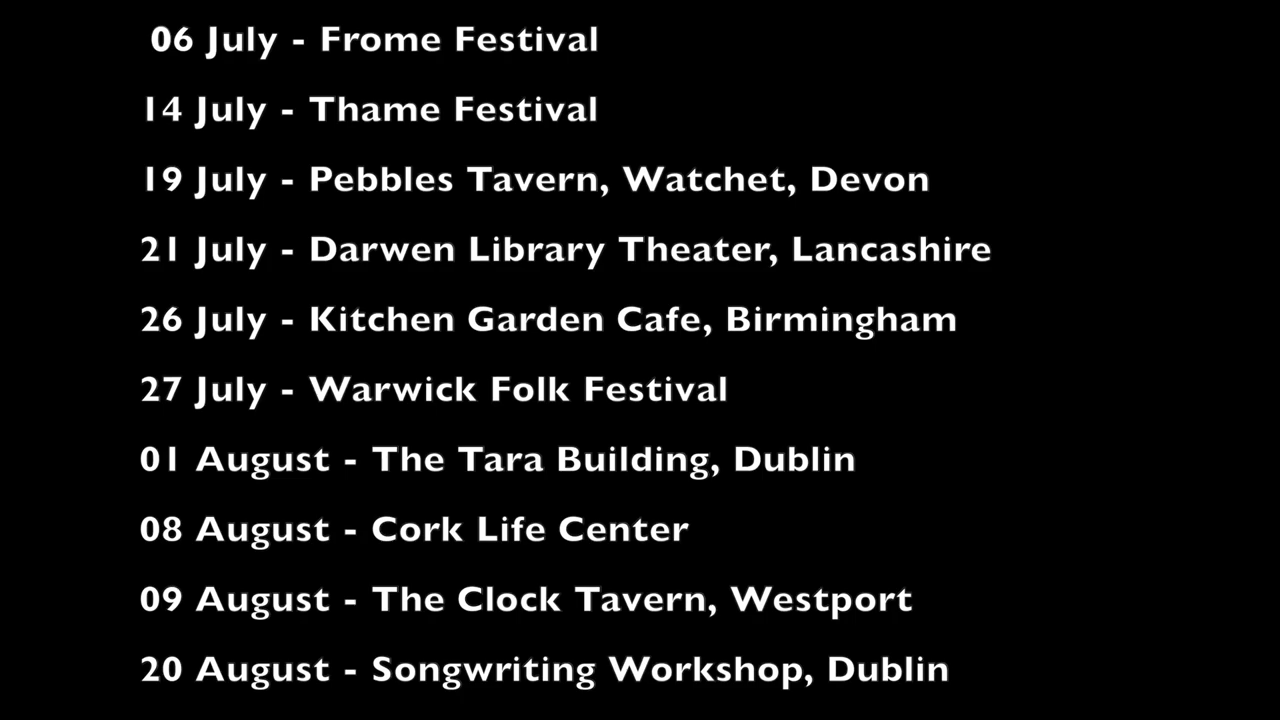 06 July - Frome Festival
14 July - Thame Festival
19 July - Pebbles Tavern, Watchet, Devon
21 July - Darwen Library Theater, Lancashire
26 July - Kitchen Garden Cafe, Birmingham
27 July - Warwick Folk Festival
01 August - The Tara Building, Dublin
08 August - Cork Life Center
09 August - The Clock Tavern, Westport
20 August - Songwriting Workshop, Dublin